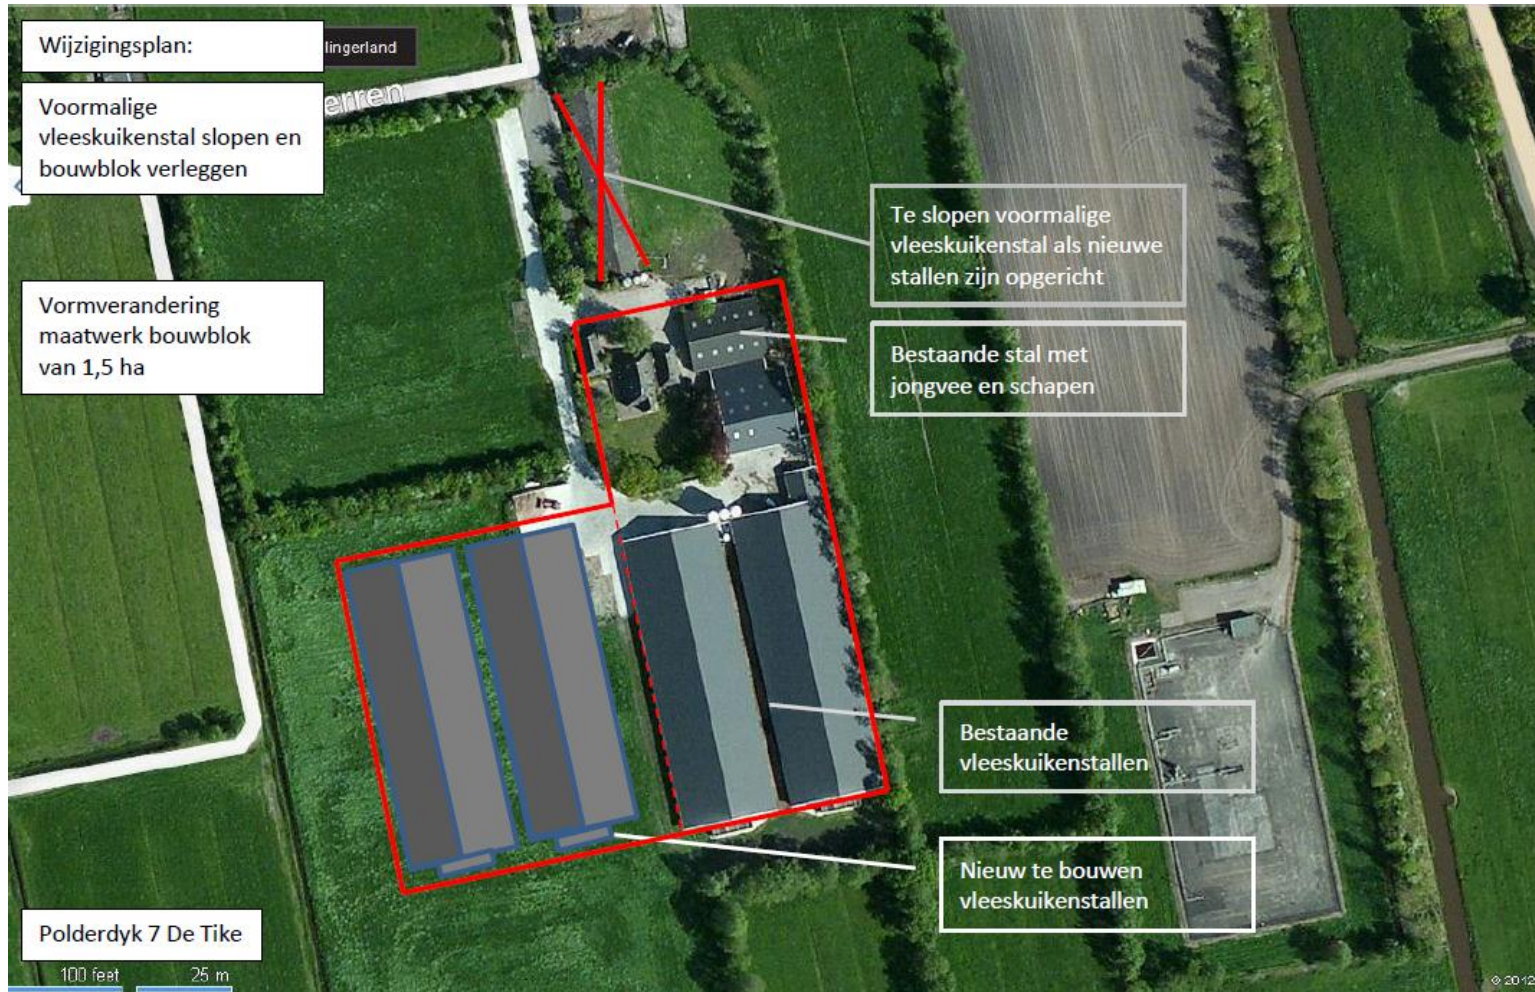 Wijzigingsplan:
lingerland
Voormalige
vleeskuikenstal slopen en
bouwblok verleggen
erren
Te slopen voormalige
vleeskuikenstal als nieuwe
stallen zijn opgericht
Vormverandering
maatwerk bouwblok
van 1,5 ha
Bestaande stal met
jongvee en schapen
Bestaande
vleeskuikenstallen
Nieuw te bouwen
vleeskuikenstallen
Polderdyk 7 De Tike
100 feet 25 m
© 2012